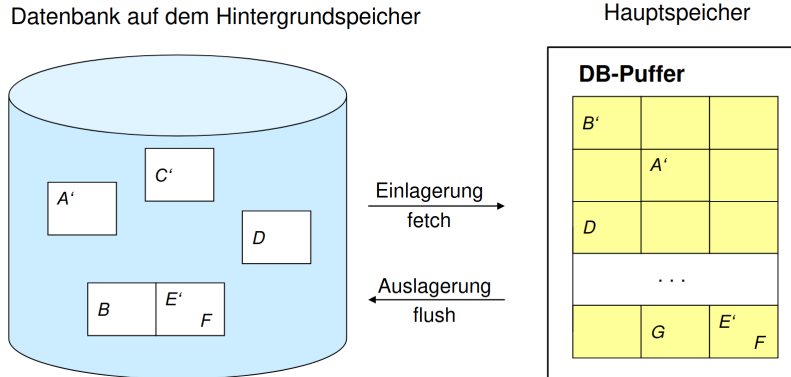 Datenbank auf dem Hintergrundspeicher
Hauptspeicher
DB-Puffer
A‘
C‘
D
B
E‘
F
Einlagerung
fetch
Auslagerung
flush
B‘
A‘
D
. . .
G
E‘
F